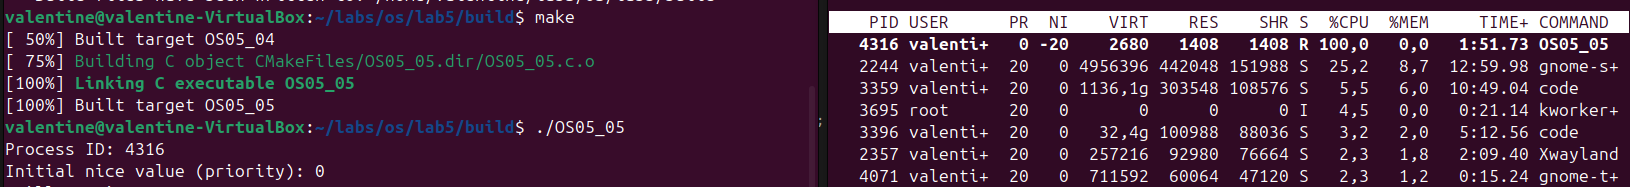 valentine@valentine-VirtualBox:~/labs/os/lab5/build$ make
[ 50%] Built target OS05_04
[ 75%] Building C object CMakeFiles/OS05_05.dir/OS05_05.c.o
[100%] Linking C executable OS05_05
[100%] Built target OS05_05
valentine@valentine-VirtualBox:~/labs/os/lab5/build$ ./OS05_05
Process ID: 4316
Initial nice value (priority): 0
PID USER PR NI VIRT RES SHR S %CPU %MEM TIME+ COMMAND
4316 valenti+ 0 -20 2680 1408 1408 R 100,0 0,0 1:51.73 OS05_05
2244 valenti+ 20 0 4956396 442048 151988 S 25,2 8,7 12:59.98 gnome-s+
3359 valenti+ 20 0 1136,1g 303548 108576 S 5,5 6,0 10:49.04 code
3695 root 20 0 0 0 0 I 4,5 0,0 0:21.14 kworker+
3396 valenti+ 20 0 32,4g 100988 88036 S 3,2 2,0 5:12.56 code
2357 valenti+ 20 0 257216 92980 76664 S 2,3 1,8 2:09.40 Xwayland
4071 valenti+ 20 0 711592 60064 47120 S 2,3 1,2 0:15.24 gnome-t+